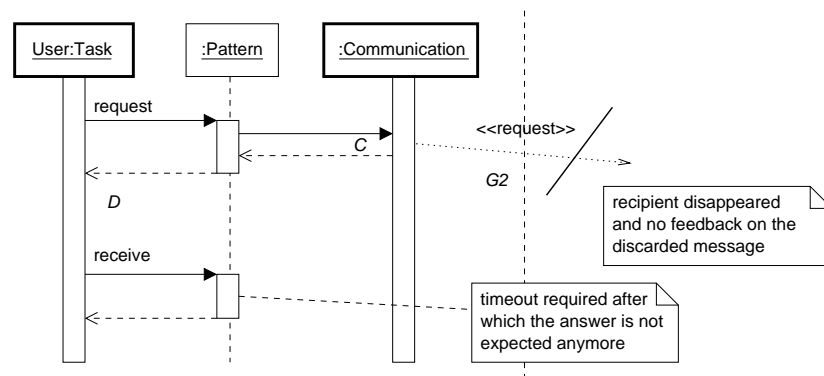 User:Task
:Pattern
:Communication
request
<<request>>
C
G2
D
recipient disappeared
and no feedback on the
discarded message
receive
timeout required after
which the answer is not
expected anymore